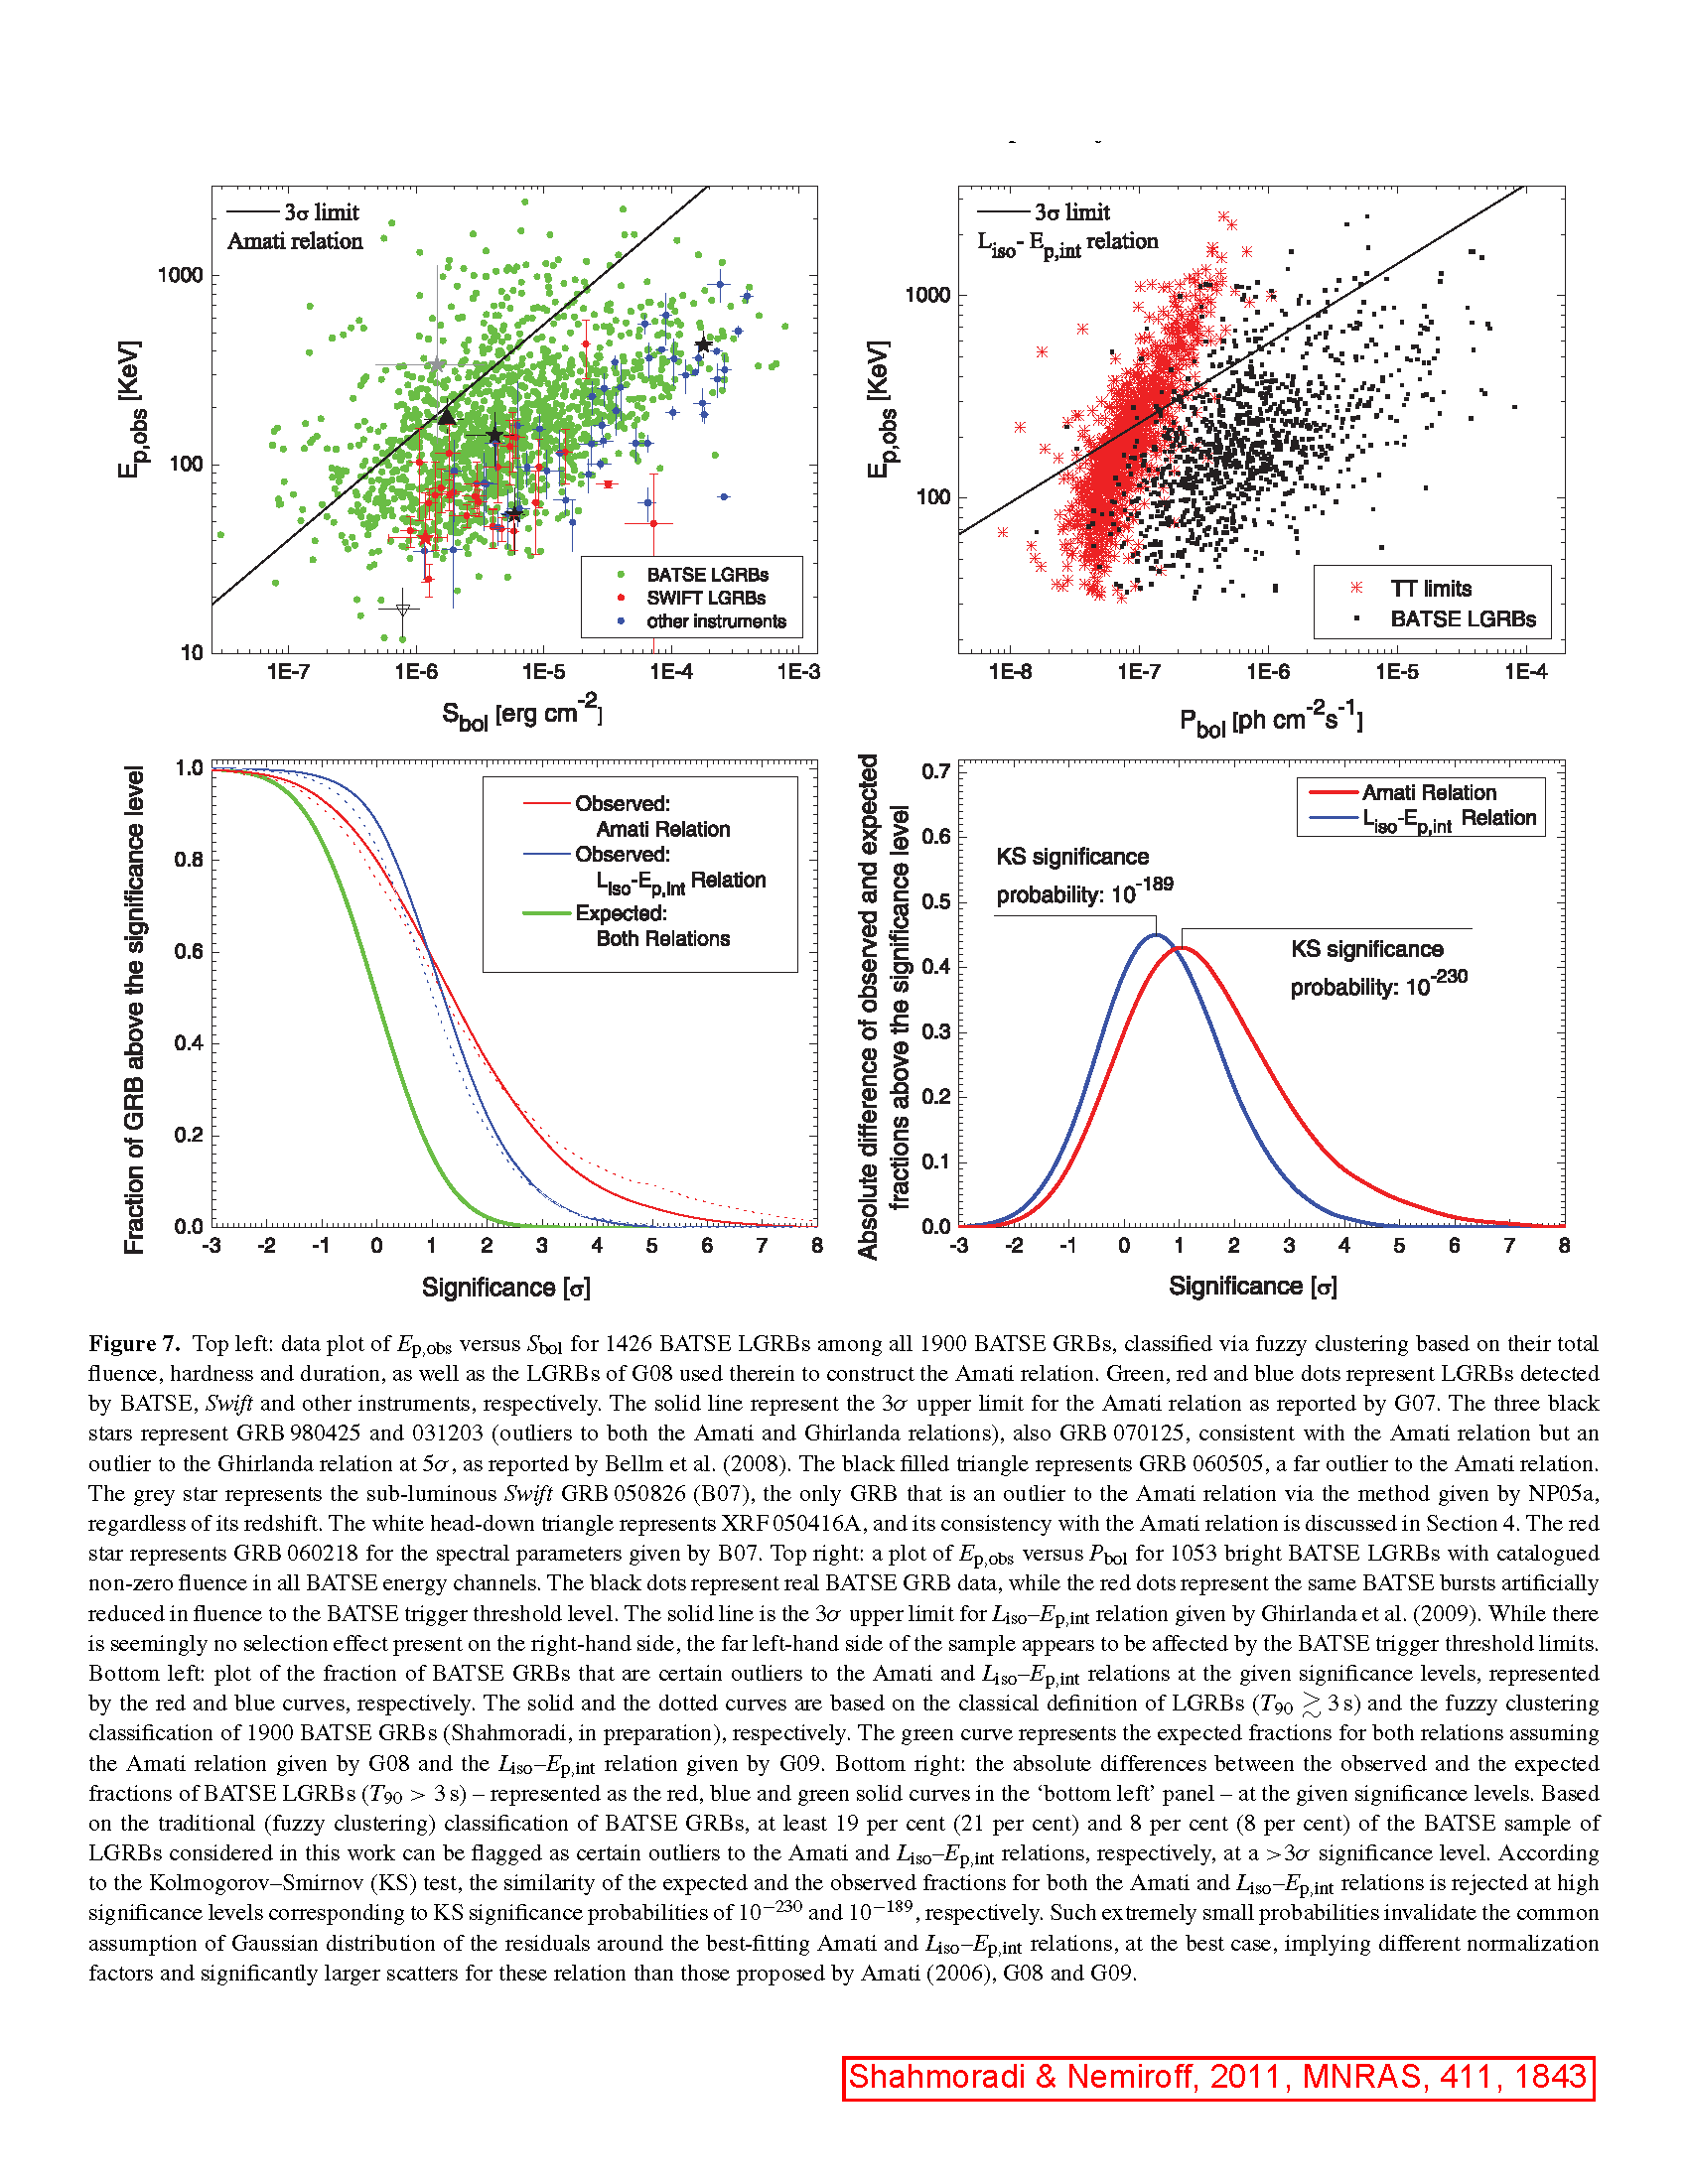 3σ limit
Amati relation
1000
100
10
E_p,obs [KeV]
BATSE LGRBs
SWIFT LGRBs
other instruments
1E-7 1E-6 1E-5 1E-4 1E-3
S_bol [erg cm^-2]
3σ limit
L_iso- E_p,int relation
1000
100
E_p,obs [KeV]
TT limits
BATSE LGRBs
1E-8 1E-7 1E-6 1E-5 1E-4
P_bol [ph cm^-2s^-1]
1.0
0.8
0.6
0.4
0.2
0.0
Fraction of GRB above the significance level
Observed:
Amati Relation
Observed:
L_iso-E_p,int Relation
Expected:
Both Relations
-3 -2 -1 0 1 2 3 4 5 6 7 8
Significance [σ]
0.7
0.6
0.5
0.4
0.3
0.2
0.1
0.0
Absolute difference of observed and expected
fractions above the significance level
Amati Relation
L_iso-E_p,int Relation
KS significance
probability: 10^-189
KS significance
probability: 10^-230
-3 -2 -1 0 1 2 3 4 5 6 7 8
Significance [σ]
Figure 7. Top left: data plot of E_p,obs versus S_bol for 1426 BATSE LGRBs among all 1900 BATSE GRBs, classified via fuzzy clustering based on their total
fluence, hardness and duration, as well as the LGRBs of G08 used therein to construct the Amati relation. Green, red and blue dots represent LGRBs detected
by BATSE, Swift and other instruments, respectively. The solid line represent the 3σ upper limit for the Amati relation as reported by G07. The three black
stars represent GRB 980425 and 031203 (outliers to both the Amati and Ghirlanda relations), also GRB 070125, consistent with the Amati relation but an
outlier to the Ghirlanda relation at 5σ, as reported by Bellm et al. (2008). The black filled triangle represents GRB 060505, a far outlier to the Amati relation.
The grey star represents the sub-luminous Swift GRB 050826 (B07), the only GRB that is an outlier to the Amati relation via the method given by NP05a,
regardless of its redshift. The white head-down triangle represents XRF 050416A, and its consistency with the Amati relation is discussed in Section 4. The red
star represents GRB 060218 for the spectral parameters given by B07. Top right: a plot of E_p,obs versus P_bol for 1053 bright BATSE LGRBs with catalogued
non-zero fluence in all BATSE energy channels. The black dots represent real BATSE GRB data, while the red dots represent the same BATSE bursts artificially
reduced in fluence to the BATSE trigger threshold level. The solid line is the 3σ upper limit for L_iso–E_p,int relation given by Ghirlanda et al. (2009). While there
is seemingly no selection effect present on the right-hand side, the far left-hand side of the sample appears to be affected by the BATSE trigger threshold limits.
Bottom left: plot of the fraction of BATSE GRBs that are certain outliers to the Amati and L_iso–E_p,int relations at the given significance levels, represented
by the red and blue curves, respectively. The solid and the dotted curves are based on the classical definition of LGRBs (T_90 ≳ 3 s) and the fuzzy clustering
classification of 1900 BATSE GRBs (Shahmoradi, in preparation), respectively. The green curve represents the expected fractions for both relations assuming
the Amati relation given by G08 and the L_iso–E_p,int relation given by G09. Bottom right: the absolute differences between the observed and the expected
fractions of BATSE LGRBs (T_90 > 3 s) – represented as the red, blue and green solid curves in the ‘bottom left’ panel – at the given significance levels. Based
on the traditional (fuzzy clustering) classification of BATSE GRBs, at least 19 per cent (21 per cent) and 8 per cent (8 per cent) of the BATSE sample of
LGRBs considered in this work can be flagged as certain outliers to the Amati and L_iso–E_p,int relations, respectively, at a >3σ significance level. According
to the Kolmogorov–Smirnov (KS) test, the similarity of the expected and the observed fractions for both the Amati and L_iso–E_p,int relations is rejected at high
significance levels corresponding to KS significance probabilities of 10^−230 and 10^−189, respectively. Such extremely small probabilities invalidate the common
assumption of Gaussian distribution of the residuals around the best-fitting Amati and L_iso–E_p,int relations, at the best case, implying different normalization
factors and significantly larger scatters for these relation than those proposed by Amati (2006), G08 and G09.
Shahmoradi & Nemiroff, 2011, MNRAS, 411, 1843